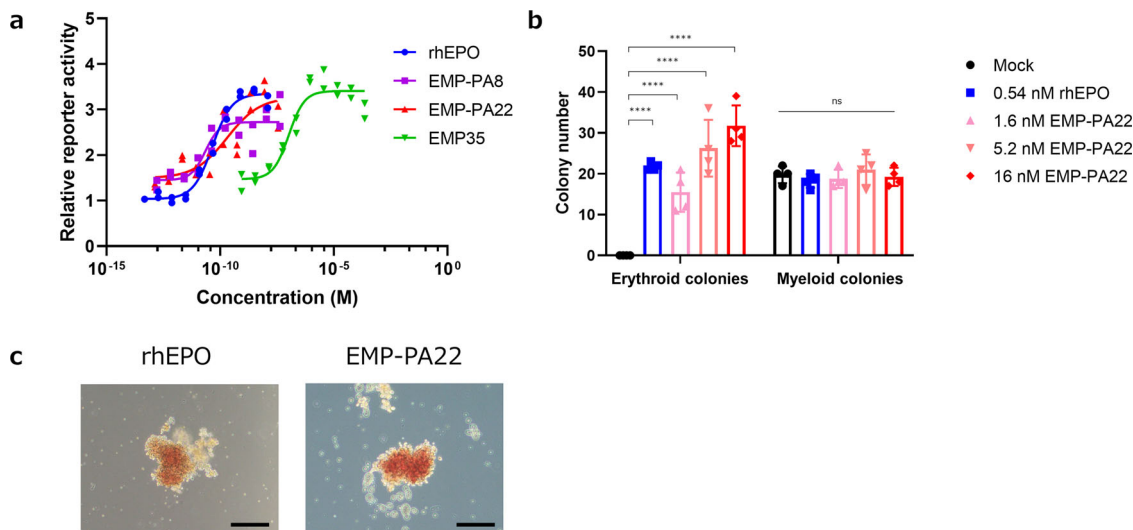 a
Relative reporter activity
5
4
3
2
1
0
10-15
10-10
10-5
100
Concentration (M)
rhEPO
EMP-PA8
EMP-PA22
EMP35
b
Colony number
50
40
30
20
10
0
****
****
****
****
ns
Erythroid colonies
Myeloid colonies
Mock
0.54 nM rhEPO
1.6 nM EMP-PA22
5.2 nM EMP-PA22
16 nM EMP-PA22
c
rhEPO
EMP-PA22